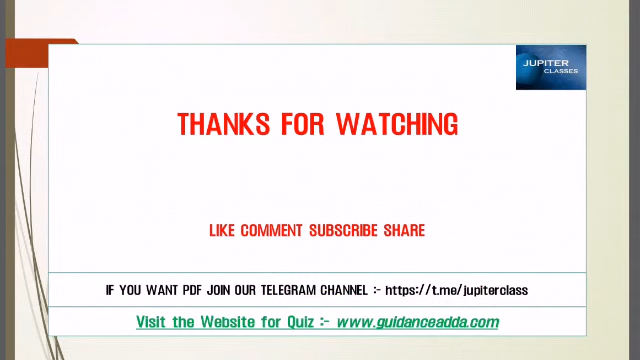 JUPITER
CLASSES
THANKS FOR WATCHING
LIKE COMMENT SUBSCRIBE SHARE
IF YOU WANT PDF JOIN OUR TELEGRAM CHANNEL :- https://t.me/jupiterclass
Visit the Website for Quiz :- www.guidanceadda.com